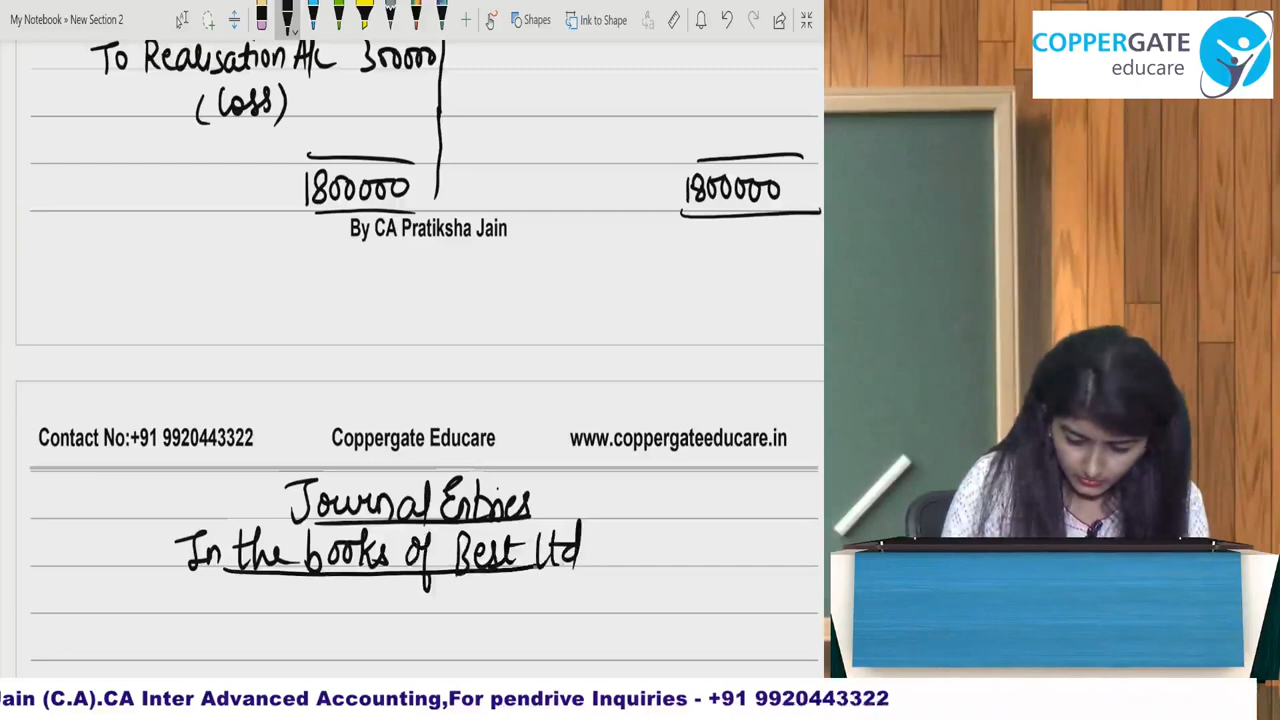 My Notebook » New Section 2
Shapes
Ink to Shape
COPPERGATE
educare
To Realisation A/c 300000
(Loss)
1800000 1800000
By CA Pratiksha Jain
Contact No:+91 9920443322 Coppergate Educare www.coppergateeducare.in
Journal Entries
In the books of Best Ltd
Jain (C.A).CA Inter Advanced Accounting,For pendrive Inquiries - +91 9920443322